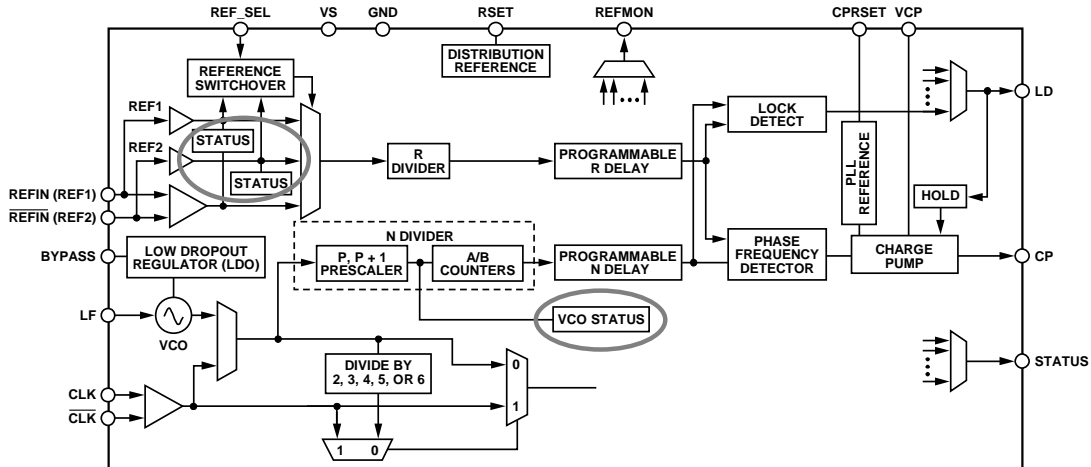 REF_SEL
VS
GND
RSET
REFMON
CPRSET
VCP
DISTRIBUTION
REFERENCE
REFERENCE
SWITCHOVER
REF1
STATUS
REF2
STATUS
LOCK
DETECT
LD
R
DIVIDER
PROGRAMMABLE
R DELAY
PLL
REFERENCE
HOLD
REFIN (REF1)
REFIN (REF2)
N DIVIDER
BYPASS
LOW DROPOUT
REGULATOR (LDO)
P, P + 1
PRESCALER
A/B
COUNTERS
PROGRAMMABLE
N DELAY
PHASE
FREQUENCY
DETECTOR
CHARGE
PUMP
CP
VCO STATUS
LF
VCO
DIVIDE BY
2, 3, 4, 5, OR 6
0
1
STATUS
CLK
CLK
1 0